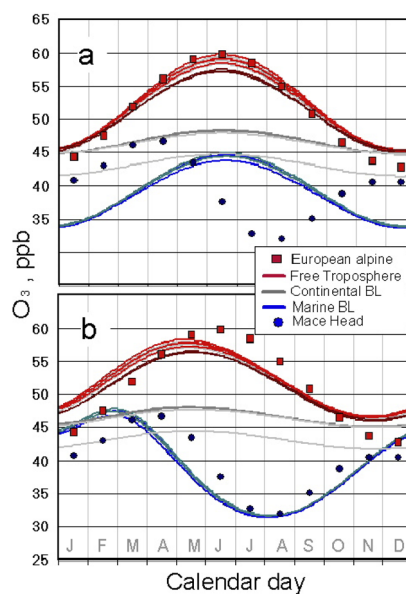 65
60
55
50
45
40
35
a
O3 , ppb
European alpine
Free Troposphere
Continental BL
Marine BL
Mace Head
60
55
50
45
40
35
30
25
b
J F M A M J J A S O N D
Calendar day